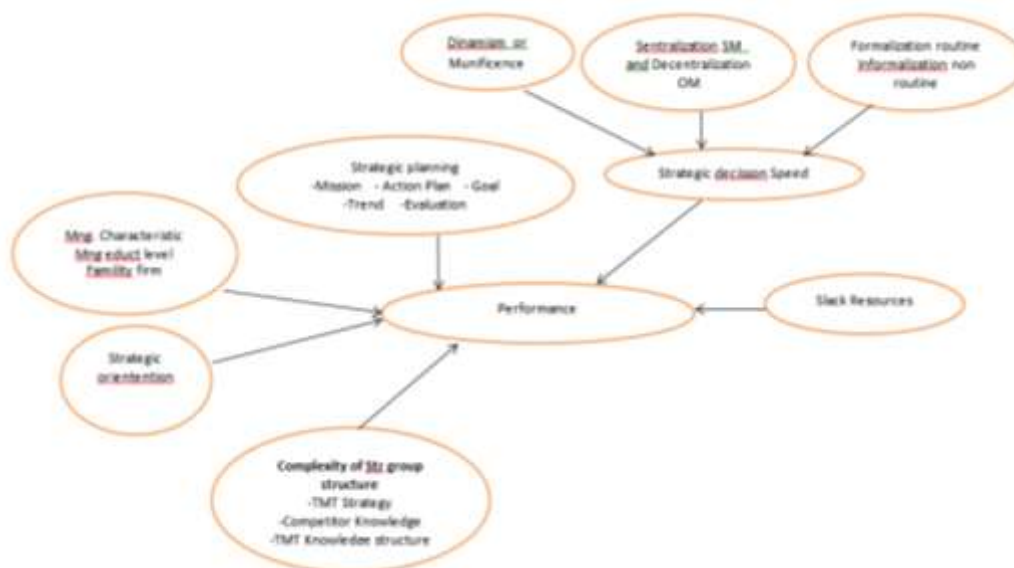 Dinamism or
Munificence
Sentralization SM
and Decentralization
OM
Formalization routine
Informalization non
routine
Strategic planning
-Mission - Action Plan - Goal
-Trend -Evaluation
Strategic decision Speed
Mng. Characteristic
Mng educt level
Famility firm
Performance
Slack Resources
Strategic
orientention
Complexity of Str group
structure
-TMT Strategy
-Competitor Knowledge
-TMT Knowledge structure